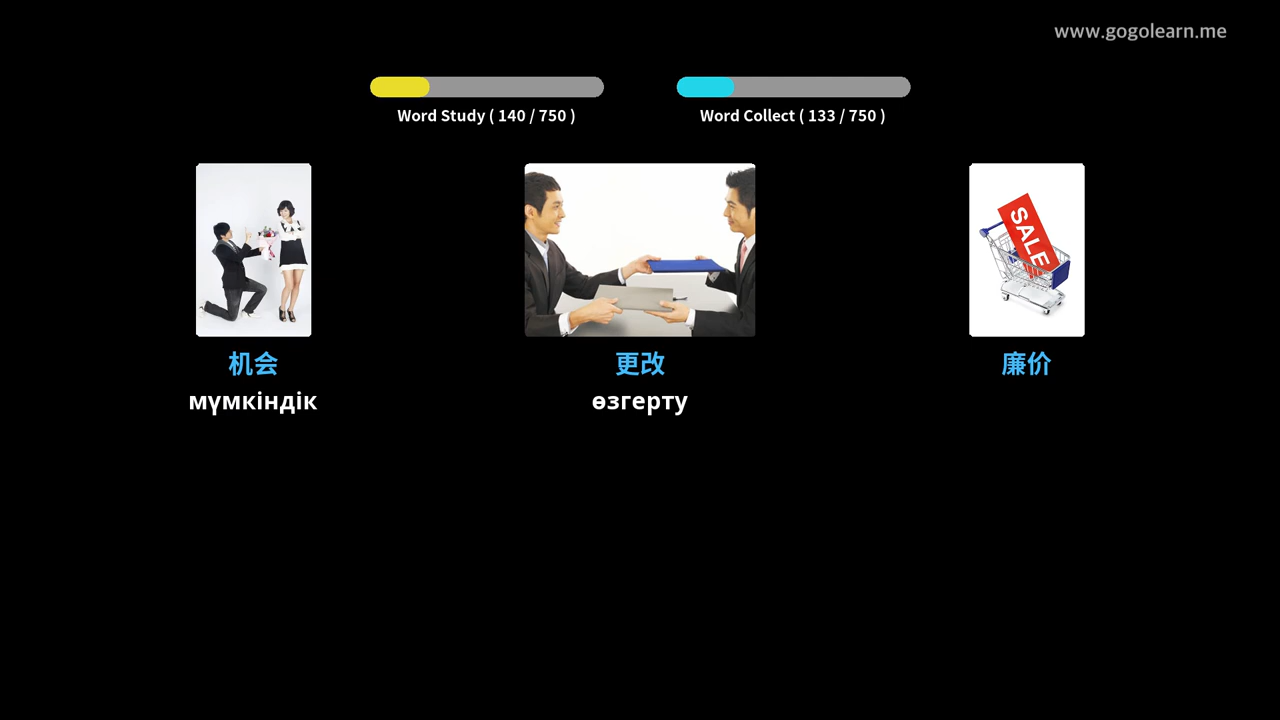 www.gogolearn.me
Word Study ( 140 / 750 )
Word Collect ( 133 / 750 )
SALE
机会
更改
廉价
мүмкіндік
өзгерту